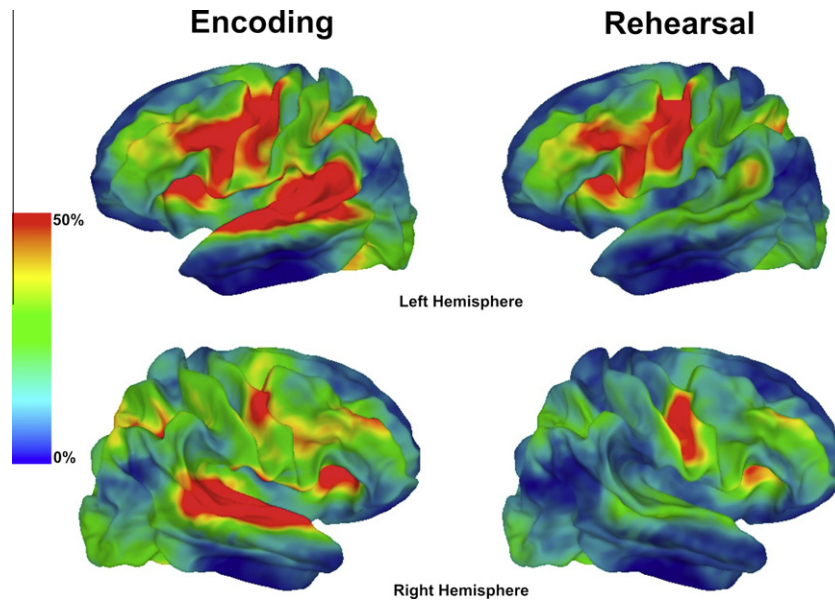 Encoding
Rehearsal
50%
0%
Left Hemisphere
Right Hemisphere